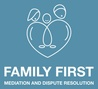 FAMILY FIRST
MEDIATION AND DISPUTE RESOLUTION